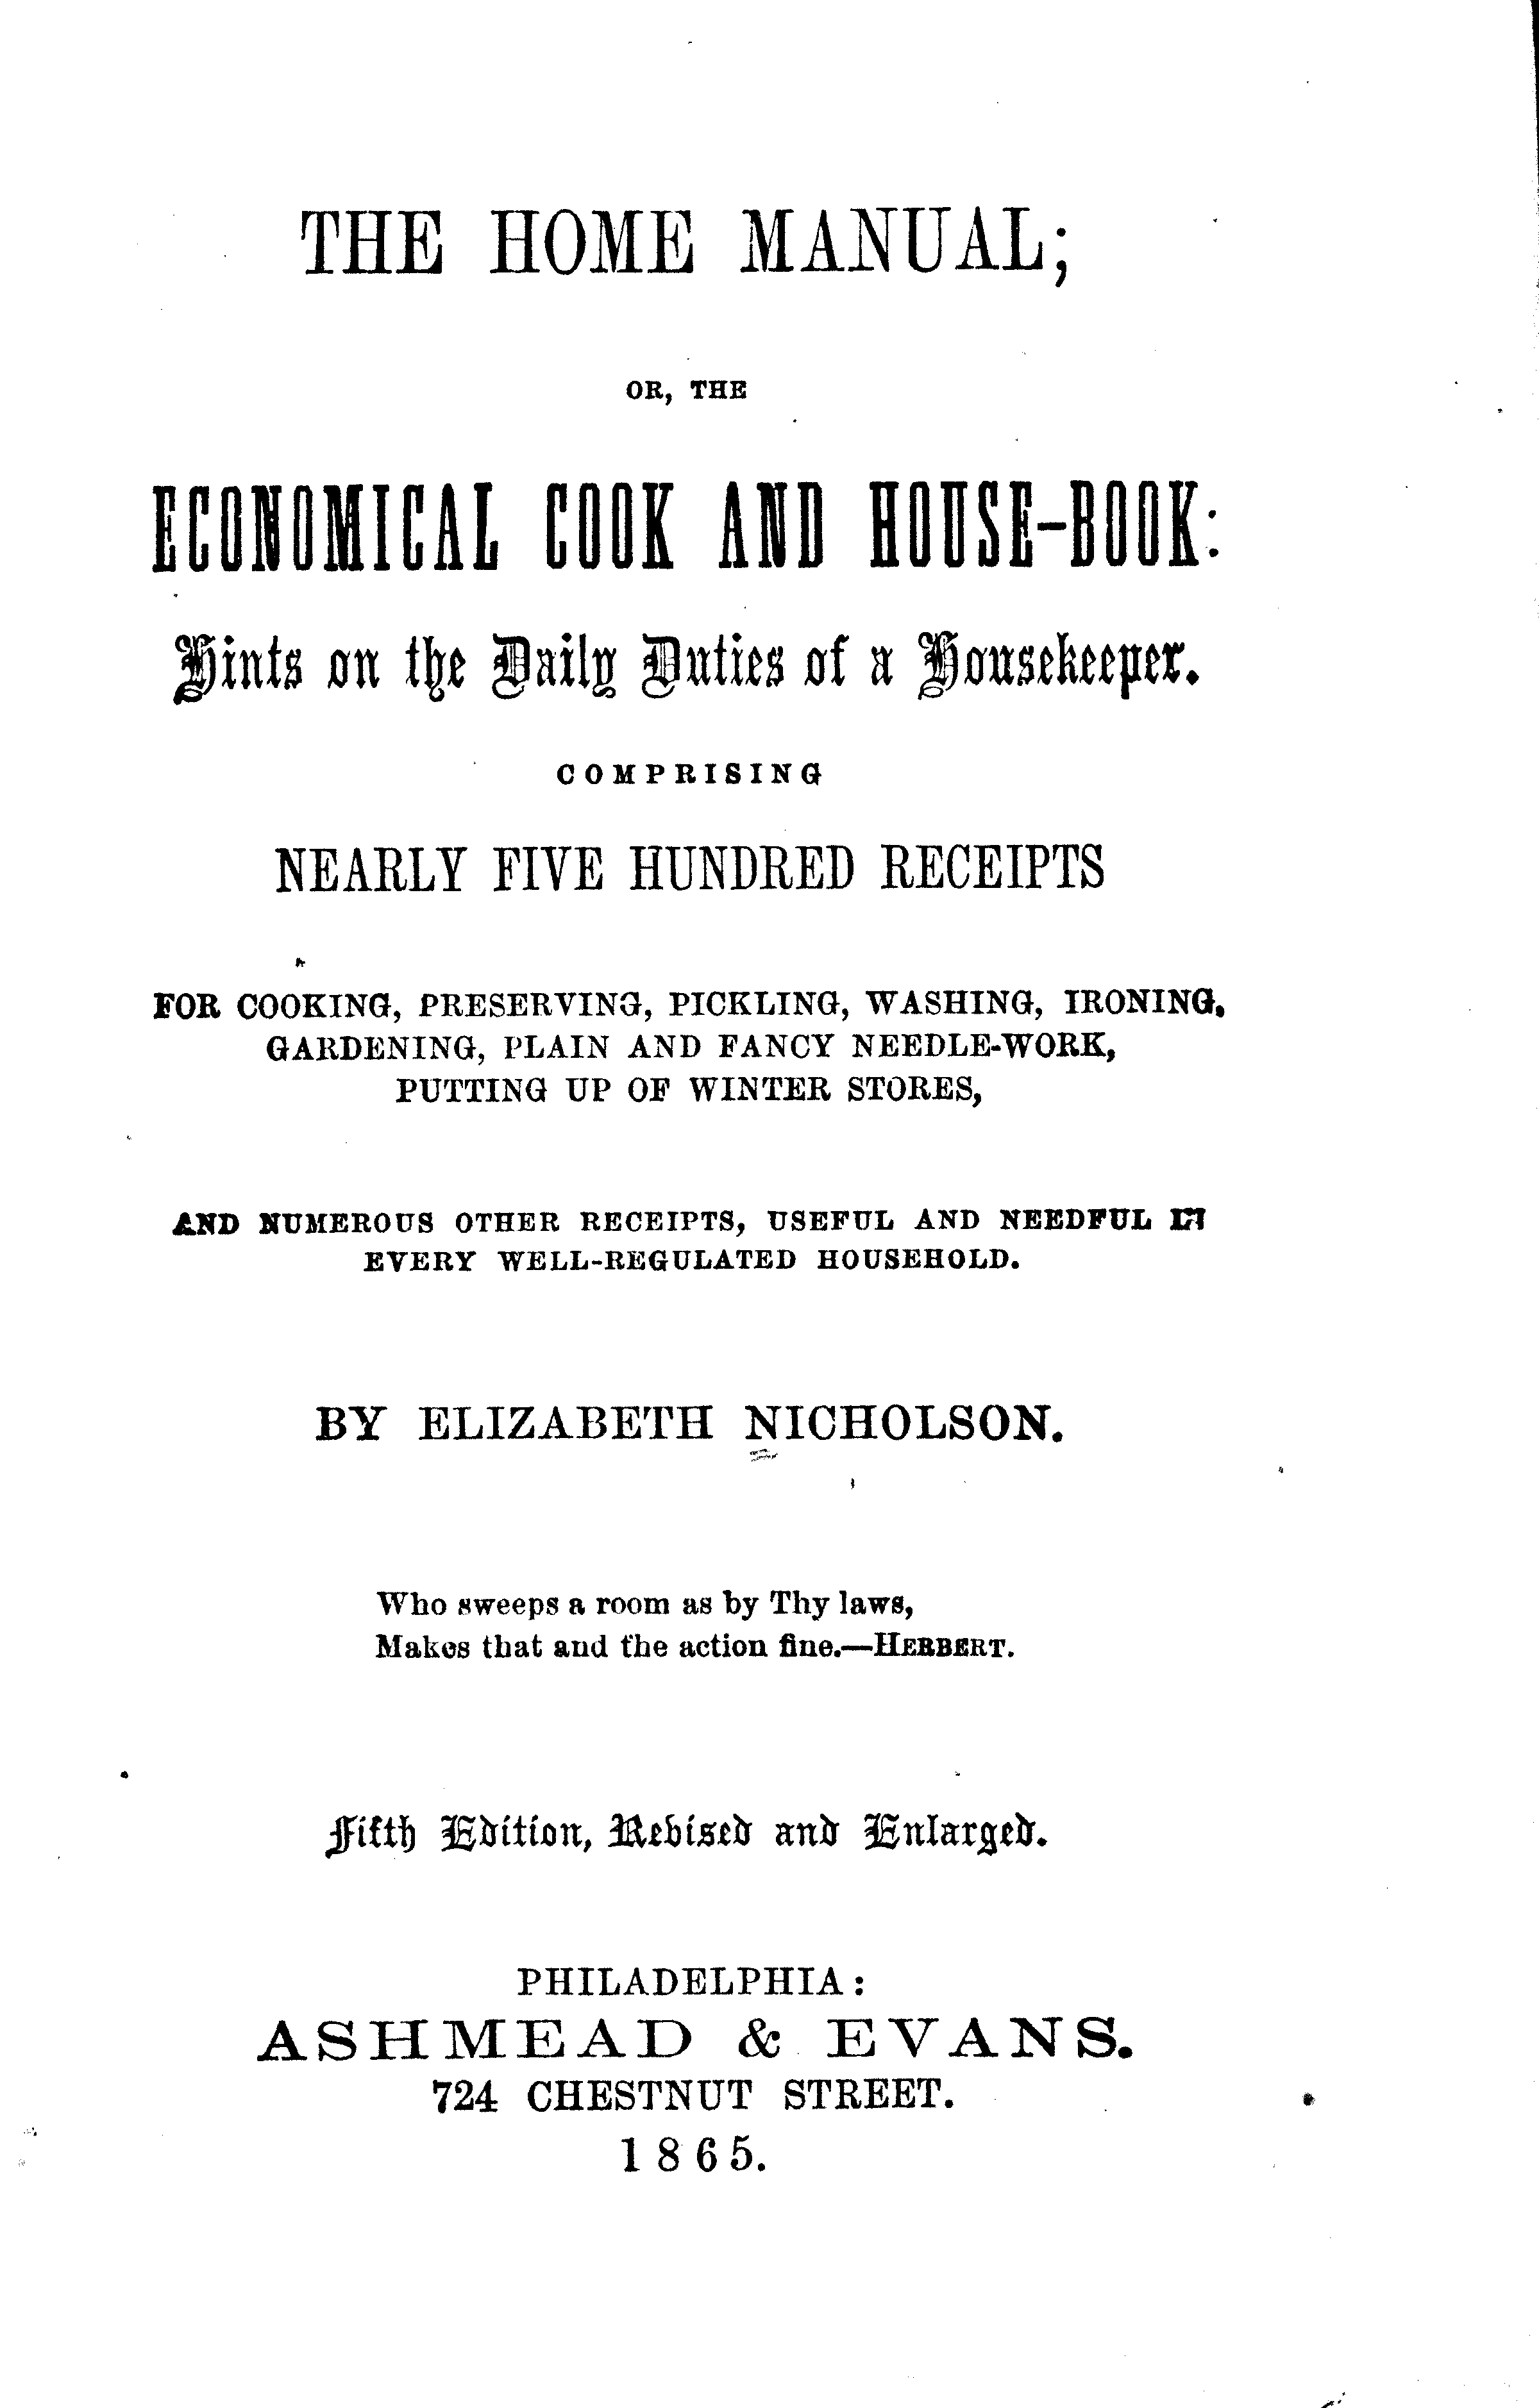 THE HOME MANUAL;
OR, THE
ECONOMICAL COOK AND HOUSE-BOOK:
Hints on the Daily Duties of a Housekeeper.
COMPRISING
NEARLY FIVE HUNDRED RECEIPTS
FOR COOKING, PRESERVING, PICKLING, WASHING, IRONING,
GARDENING, PLAIN AND FANCY NEEDLE-WORK,
PUTTING UP OF WINTER STORES,
AND NUMEROUS OTHER RECEIPTS, USEFUL AND NEEDFUL IN
EVERY WELL-REGULATED HOUSEHOLD.
BY ELIZABETH NICHOLSON.
Who sweeps a room as by Thy laws,
Makes that and the action fine.—HERBERT.
Fifth Edition, Revised and Enlarged.
PHILADELPHIA:
ASHMEAD & EVANS.
724 CHESTNUT STREET.
1865.